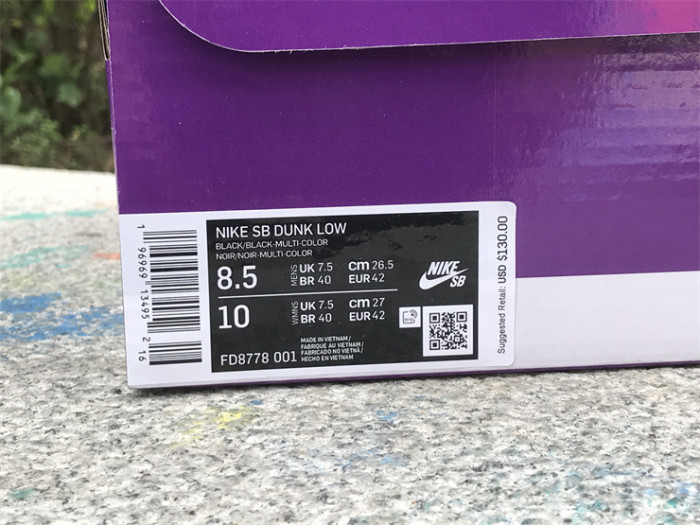 NIKE SB DUNK LOW
BLACK/BLACK-MULTI-COLOR
NOIR/NOIR-MULTI-COLOR
8.5 MENS UK 7.5 cm 26.5
BR 40 EUR 42
10 WMNS UK 7.5 cm 27
BR 40 EUR 42
MADE IN VIETNAM /
FABRIQUE AU VIETNAM /
FABRICADO NO VIETNÃ /
HECHO EN VIETNAM
FD8778 001
NIKE
SB
1 96969 13495 2 16
Suggested Retail: USD $130.00